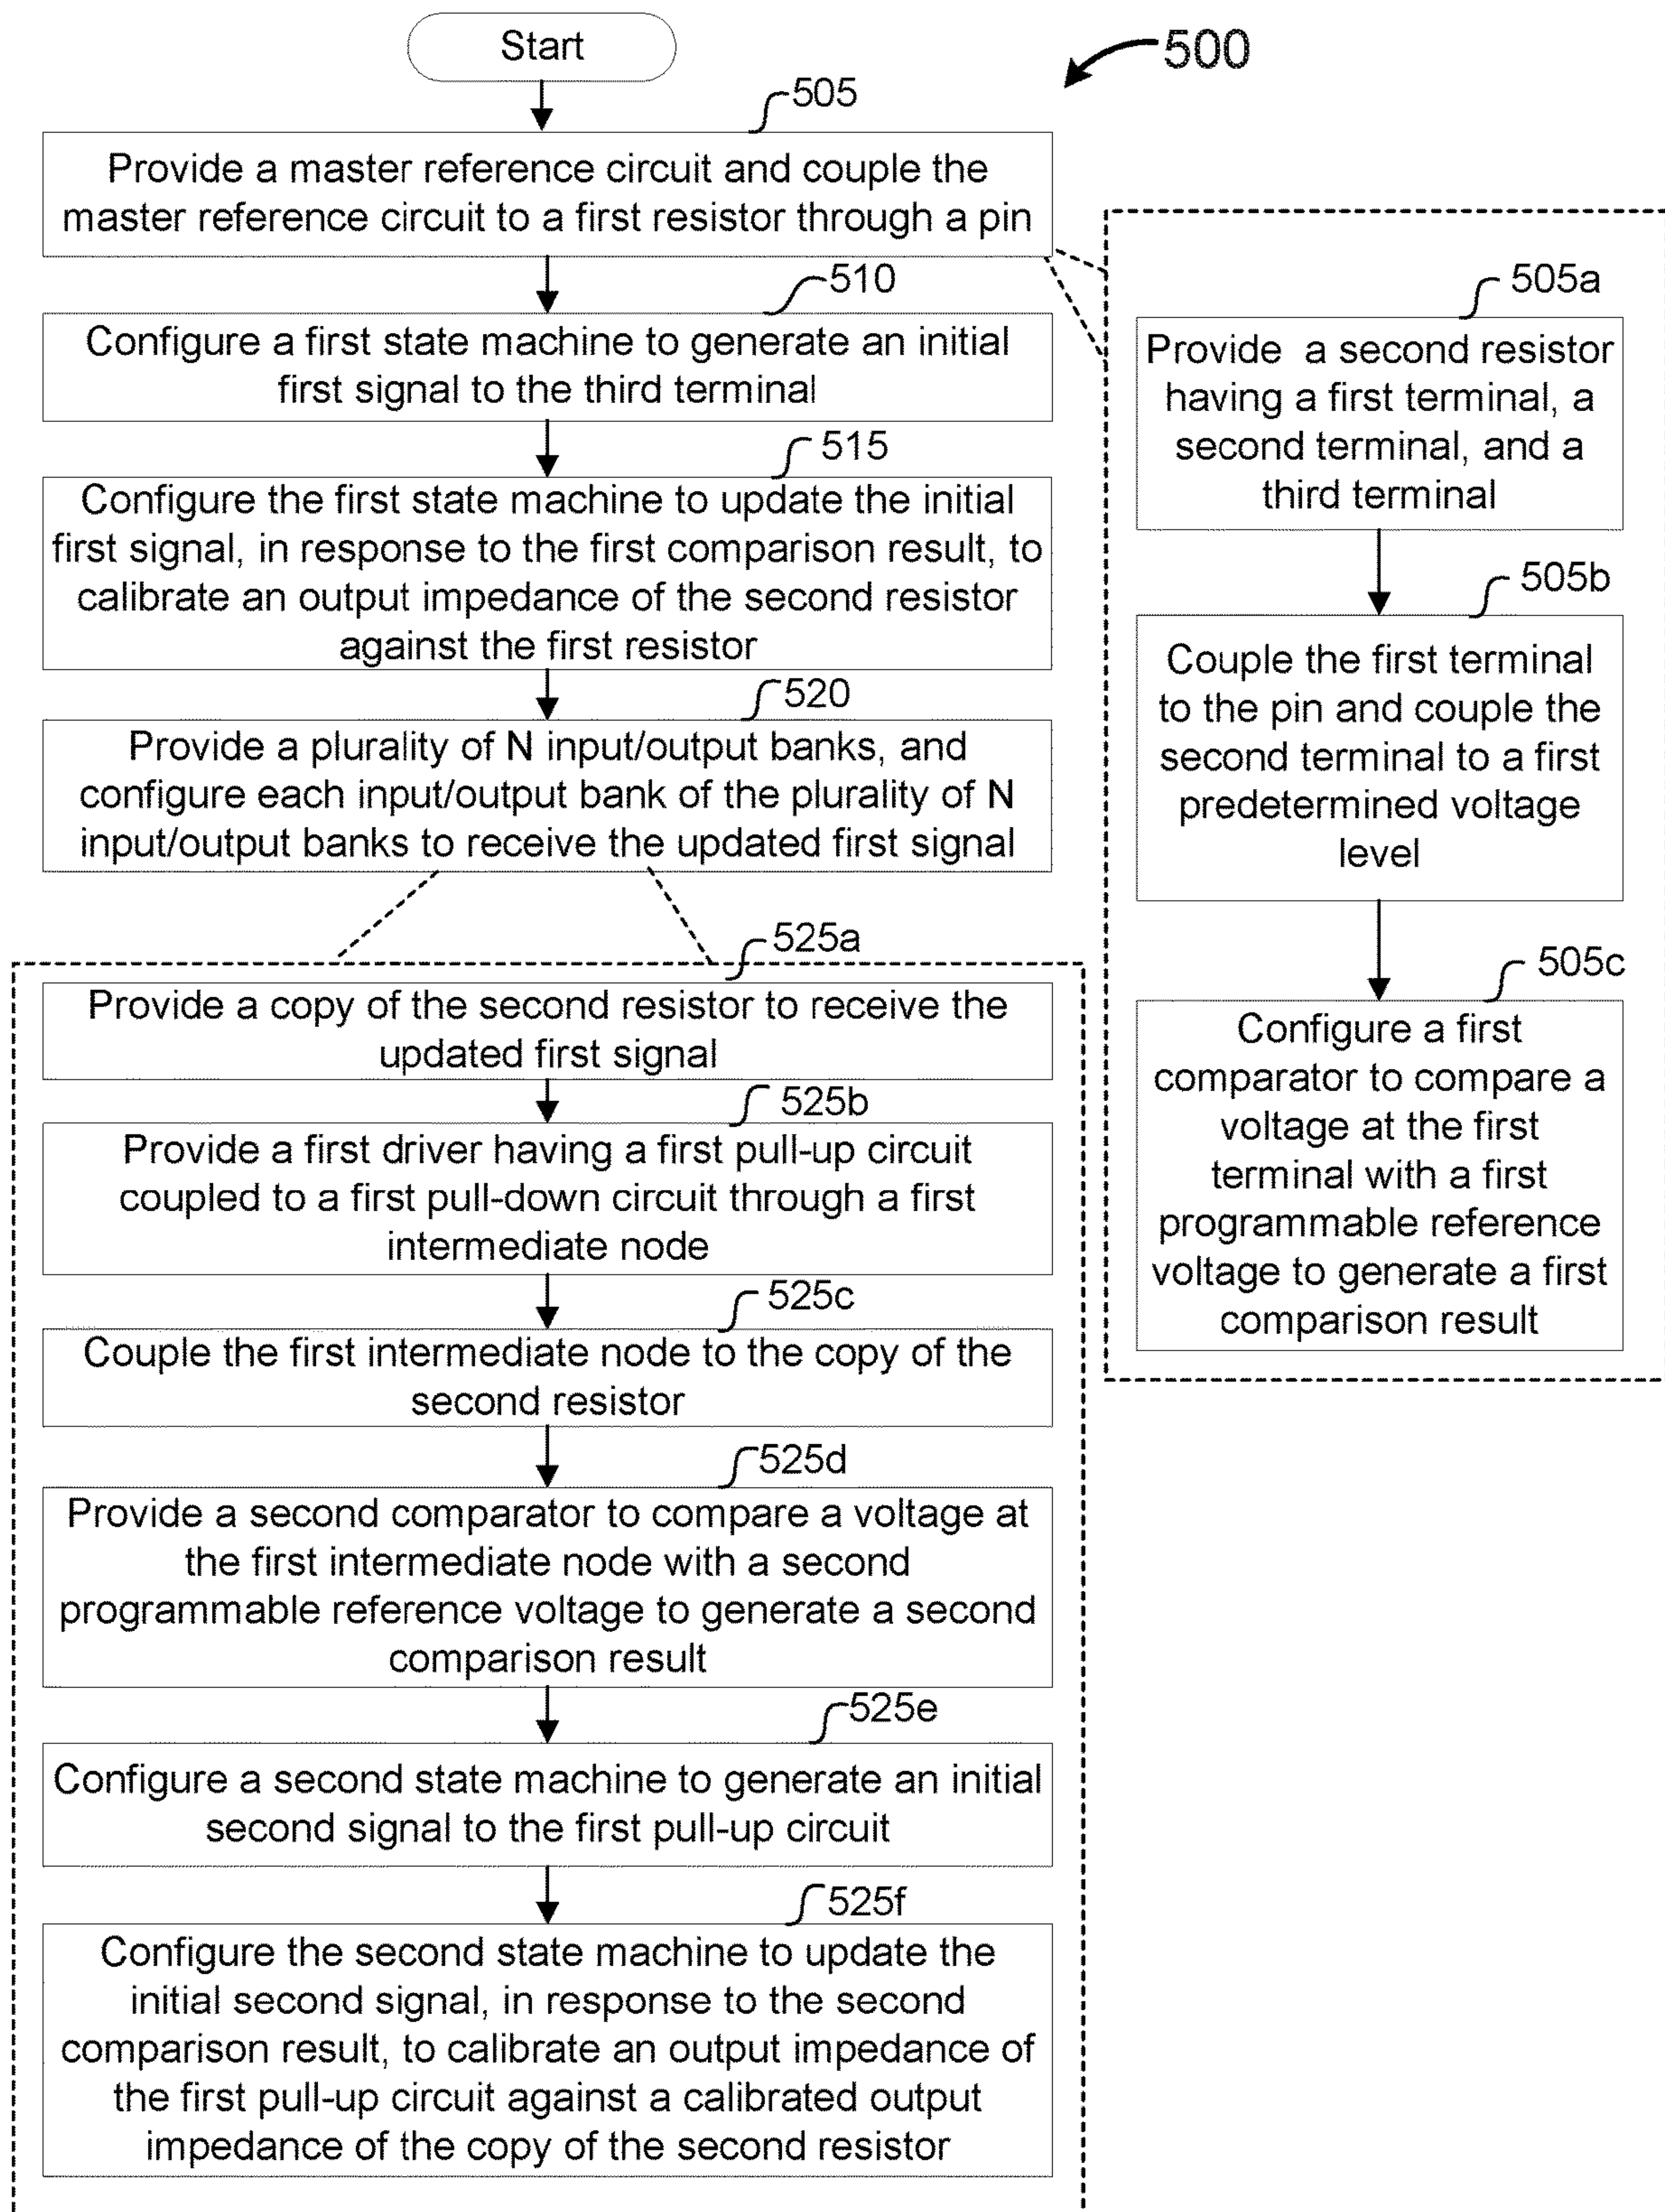 Start
500
505
Provide a master reference circuit and couple the
master reference circuit to a first resistor through a pin
510
Configure a first state machine to generate an initial
first signal to the third terminal
515
Configure the first state machine to update the initial
first signal, in response to the first comparison result, to
calibrate an output impedance of the second resistor
against the first resistor
520
Provide a plurality of N input/output banks, and
configure each input/output bank of the plurality of N
input/output banks to receive the updated first signal
525a
Provide a copy of the second resistor to receive the
updated first signal
525b
Provide a first driver having a first pull-up circuit
coupled to a first pull-down circuit through a first
intermediate node
525c
Couple the first intermediate node to the copy of the
second resistor
525d
Provide a second comparator to compare a voltage at
the first intermediate node with a second
programmable reference voltage to generate a second
comparison result
525e
Configure a second state machine to generate an initial
second signal to the first pull-up circuit
525f
Configure the second state machine to update the
initial second signal, in response to the second
comparison result, to calibrate an output impedance of
the first pull-up circuit against a calibrated output
impedance of the copy of the second resistor
505a
Provide a second resistor
having a first terminal, a
second terminal, and a
third terminal
505b
Couple the first terminal
to the pin and couple the
second terminal to a first
predetermined voltage
level
505c
Configure a first
comparator to compare a
voltage at the first
terminal with a first
programmable reference
voltage to generate a first
comparison result